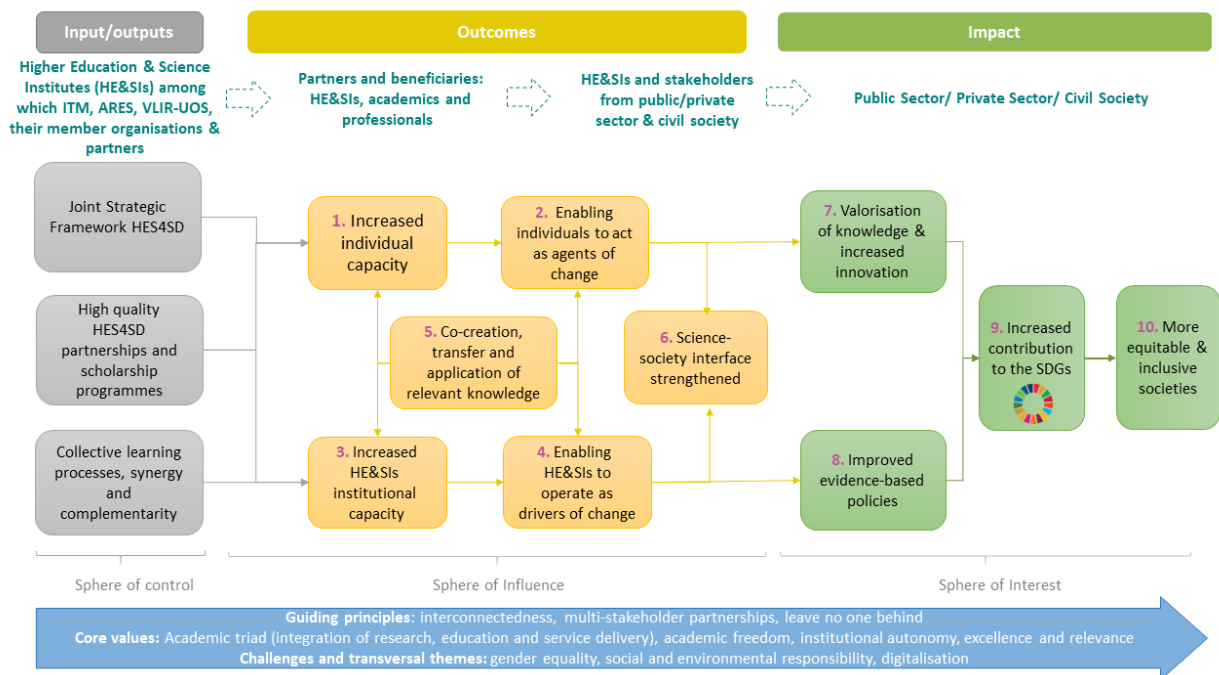 Input/outputs
Outcomes
Impact
Higher Education & Science
Institutes (HE&SIs) among
which ITM, ARES, VLIR-UOS,
their member organisations &
partners
Partners and beneficiaries:
HE&SIs, academics and
professionals
HE&SIs and stakeholders
from public/private
sector & civil society
Public Sector/ Private Sector/ Civil Society
Joint Strategic
Framework HES4SD
High quality
HES4SD
partnerships and
scholarship
programmes
Collective learning
processes, synergy
and
complementarity
1. Increased
individual
capacity
2. Enabling
individuals to act
as agents of
change
5. Co-creation,
transfer and
application of
relevant knowledge
6. Science-
society interface
strengthened
3. Increased
HE&SIs
institutional
capacity
4. Enabling
HE&SIs to
operate as
drivers of change
7. Valorisation
of knowledge &
increased
innovation
8. Improved
evidence-based
policies
9. Increased
contribution
to the SDGs
10. More
equitable &
inclusive
societies
Sphere of control
Sphere of Influence
Sphere of Interest
Guiding principles: interconnectedness, multi-stakeholder partnerships, leave no one behind
Core values: Academic triad (integration of research, education and service delivery), academic freedom, institutional autonomy, excellence and relevance
Challenges and transversal themes: gender equality, social and environmental responsibility, digitalisation